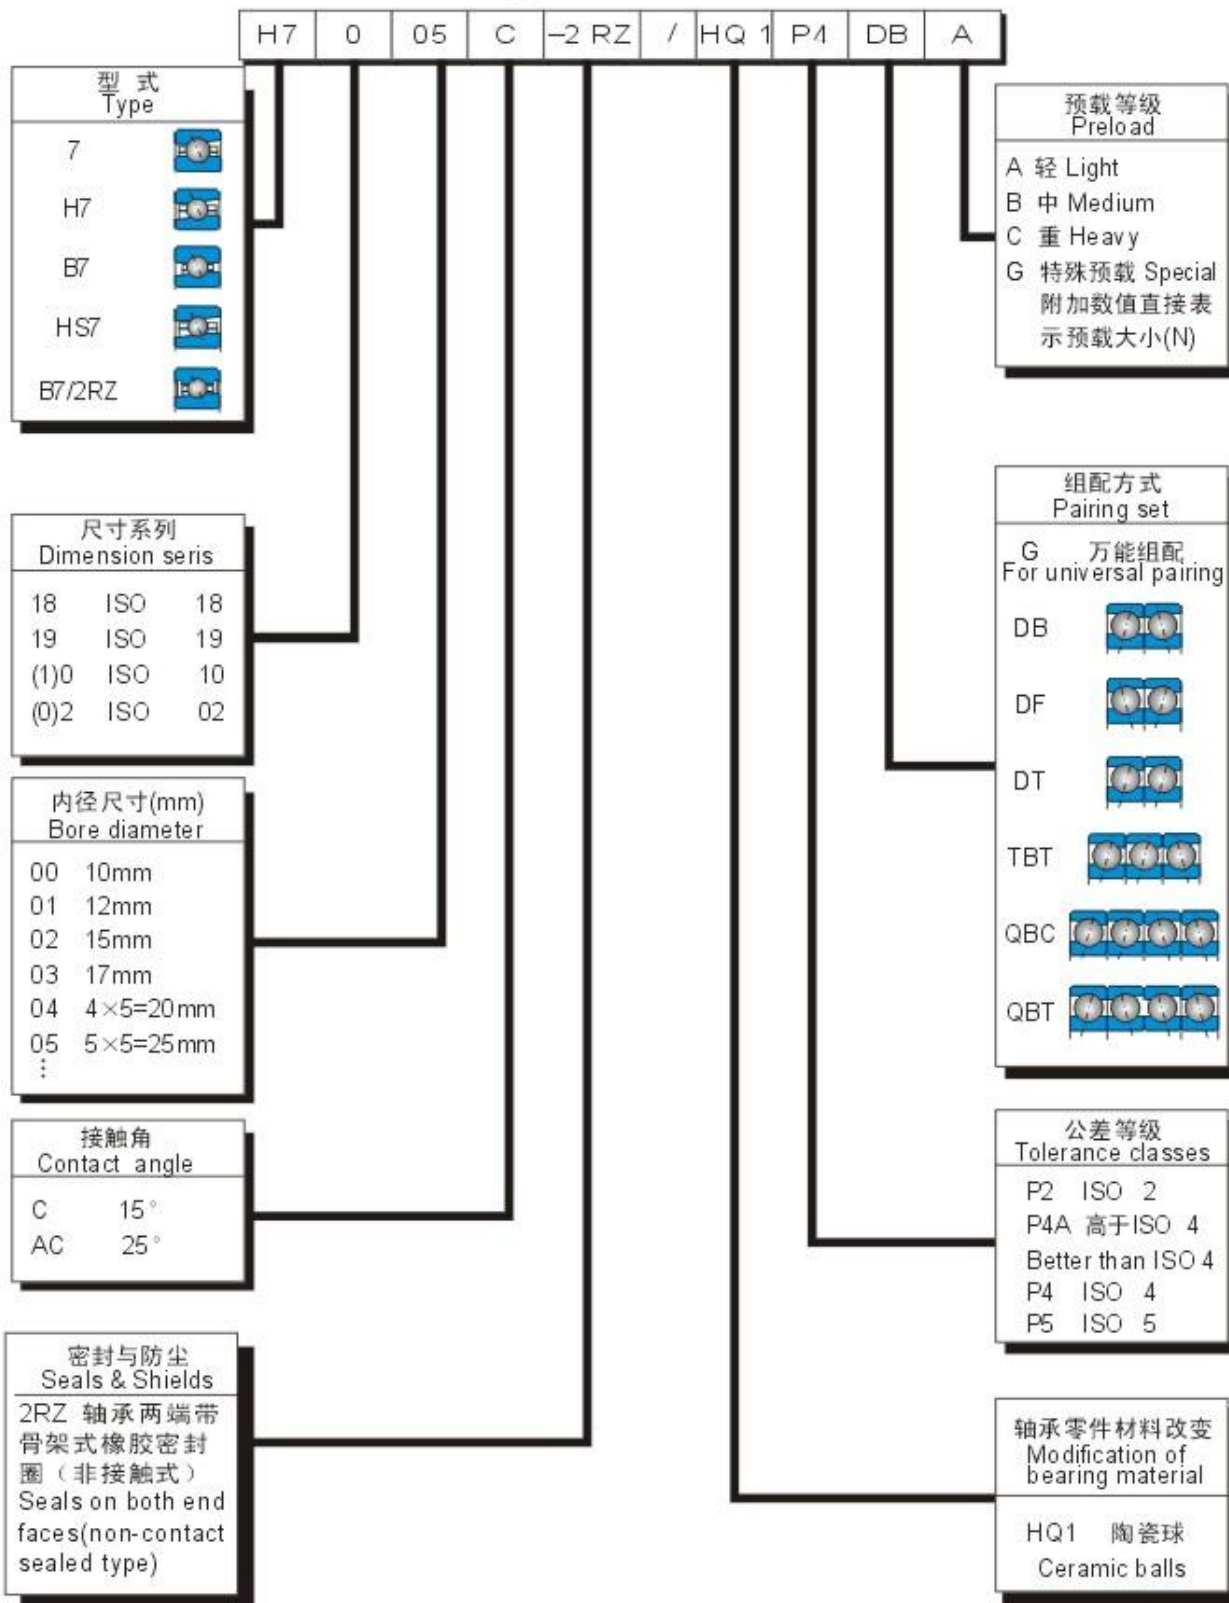 H7 0 05 C –2 RZ / HQ 1 P4 DB A
型 式
Type
7
H7
B7
HS7
B7/2RZ
尺寸系列
Dimension seris
18 ISO 18
19 ISO 19
(1)0 ISO 10
(0)2 ISO 02
内径尺寸(mm)
Bore diameter
00 10mm
01 12mm
02 15mm
03 17mm
04 4×5=20mm
05 5×5=25mm
⋮
接触角
Contact angle
C 15°
AC 25°
密封与防尘
Seals & Shields
2RZ 轴承两端带
骨架式橡胶密封
圈（非接触式）
Seals on both end
faces(non-contact
sealed type)
预载等级
Preload
A 轻 Light
B 中 Medium
C 重 Heavy
G 特殊预载 Special
附加数值直接表
示预载大小(N)
组配方式
Pairing set
G 万能组配
For universal pairing
DB
DF
DT
TBT
QBC
QBT
公差等级
Tolerance classes
P2 ISO 2
P4A 高于ISO 4
Better than ISO 4
P4 ISO 4
P5 ISO 5
轴承零件材料改变
Modification of
bearing material
HQ1 陶瓷球
Ceramic balls